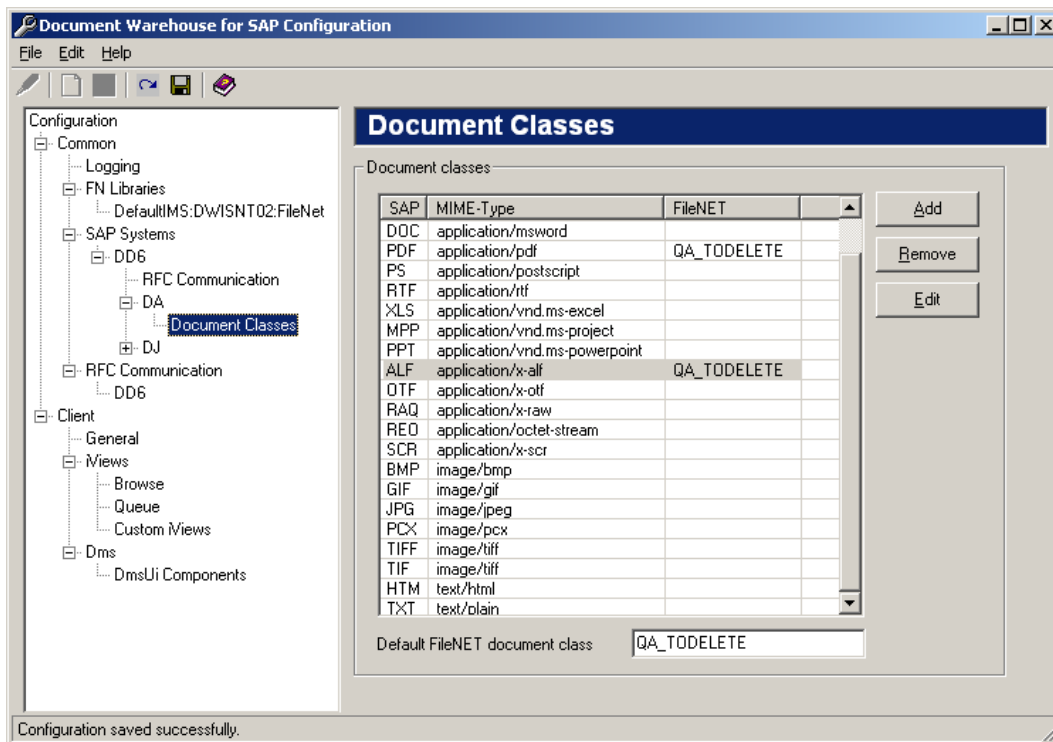 Document Warehouse for SAP Configuration
File Edit Help
Configuration
Common
Logging
FN Libraries
DefaultIMS:DWISNT02:FileNet
SAP Systems
DD6
RFC Communication
DA
Document Classes
DJ
RFC Communication
DD6
Client
General
iViews
Browse
Queue
Custom iViews
Dms
DmsUi Components
Document Classes
Document classes
SAP MIME-Type FileNET
DOC application/msword
PDF application/pdf QA_TODELETE
PS application/postscript
RTF application/rtf
XLS application/vnd.ms-excel
MPP application/vnd.ms-project
PPT application/vnd.ms-powerpoint
ALF application/x-alf QA_TODELETE
OTF application/x-otf
RAQ application/x-raw
REO application/octet-stream
SCR application/x-scr
BMP image/bmp
GIF image/gif
JPG image/jpeg
PCX image/pcx
TIFF image/tiff
TIF image/tiff
HTM text/html
TXT text/plain
Add
Remove
Edit
Default FileNET document class QA_TODELETE
Configuration saved successfully.